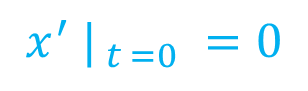 x′ |ₜ ₌₀ = 0